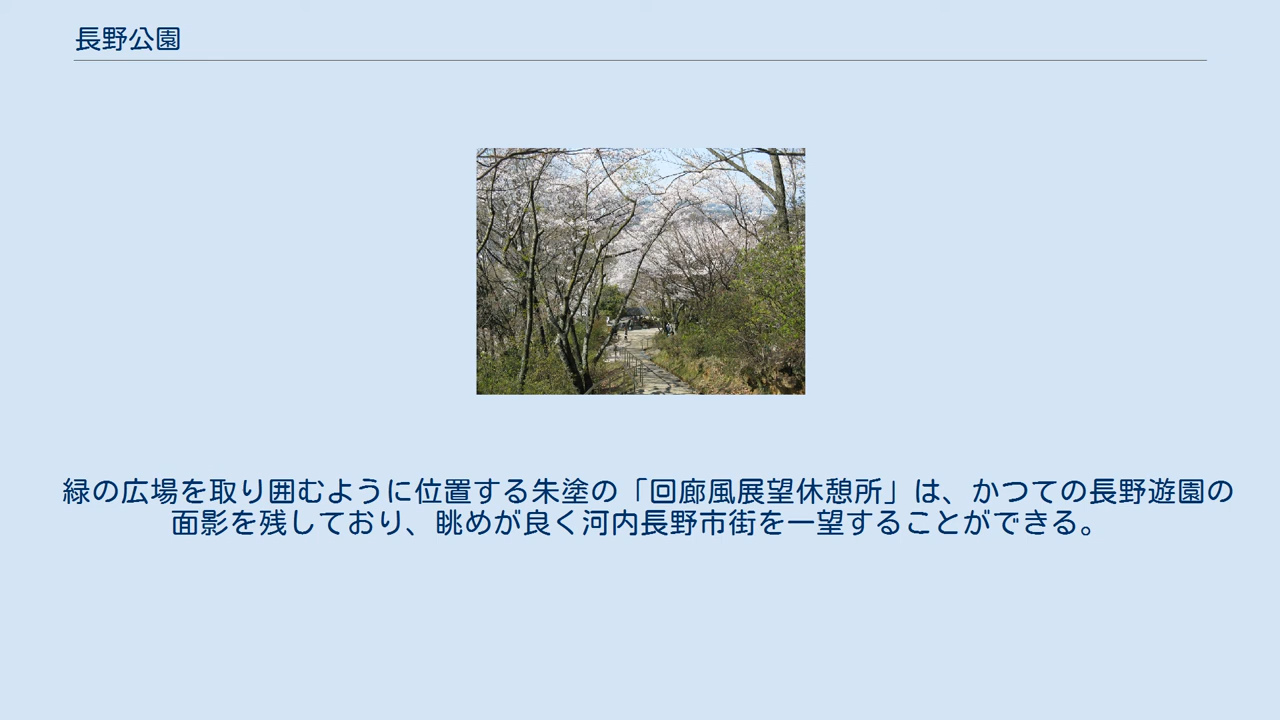 長野公園
緑の広場を取り囲むように位置する朱塗の「回廊風展望休憩所」は、かつての長野遊園の
面影を残しており、眺めが良く河内長野市街を一望することができる。